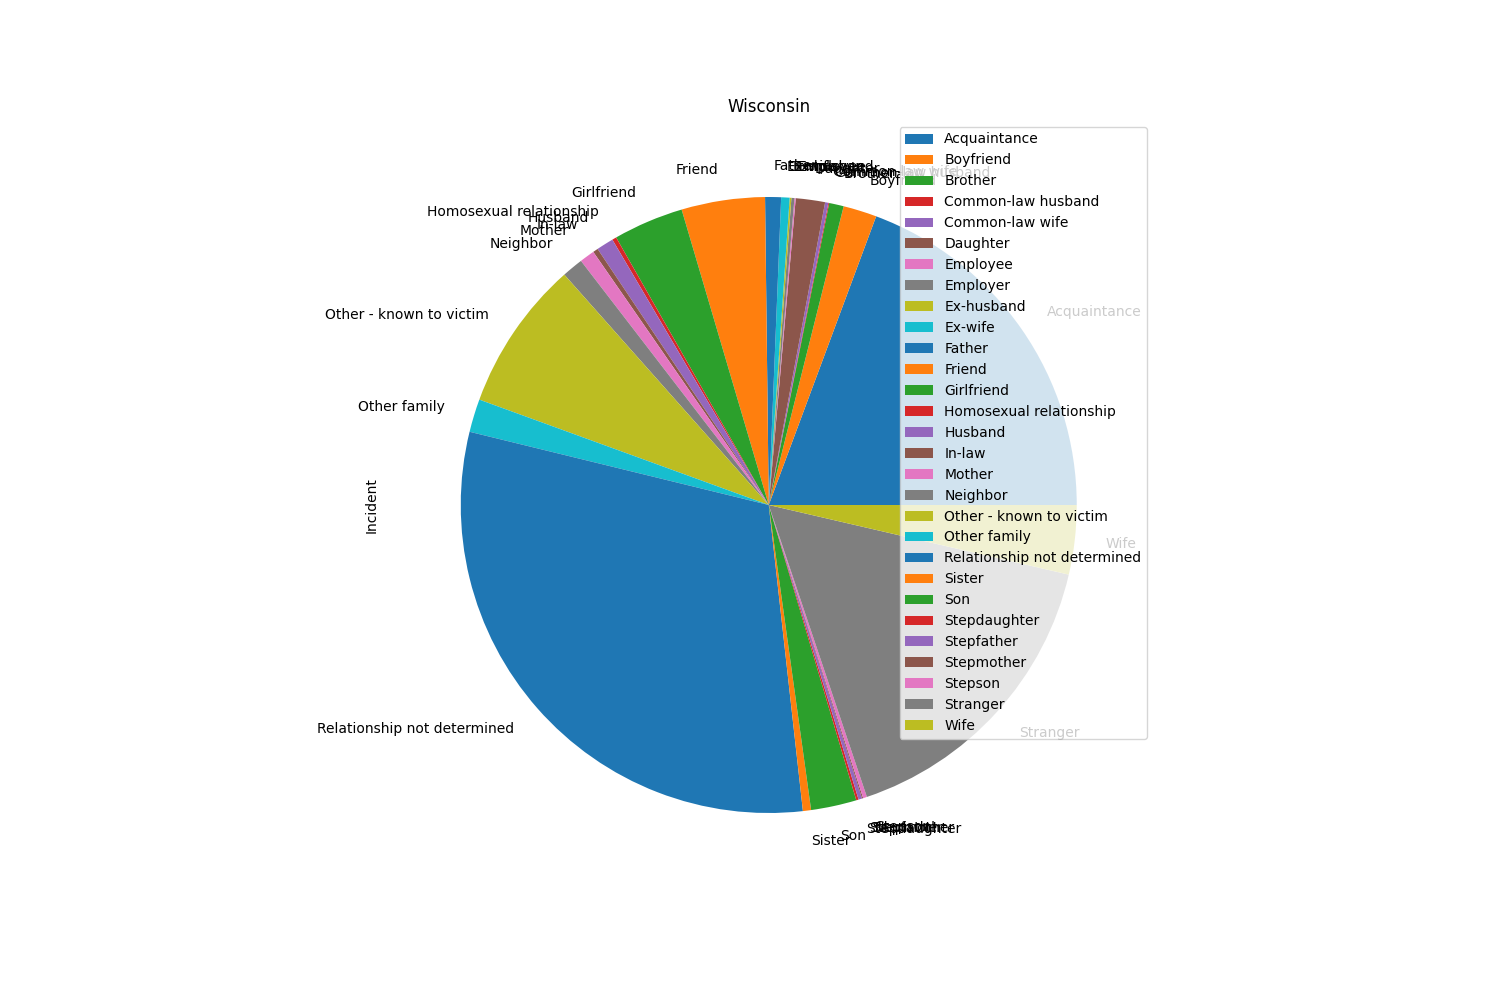 Wisconsin
Friend
Girlfriend
Homosexual relationship
Husband
In-law
Mother
Neighbor
Other - known to victim
Other family
Incident
Relationship not determined
Sister
Son
Stepdaughter
Acquaintance
Wife
Stranger
Acquaintance
Boyfriend
Brother
Common-law husband
Common-law wife
Daughter
Employee
Employer
Ex-husband
Ex-wife
Father
Friend
Girlfriend
Homosexual relationship
Husband
In-law
Mother
Neighbor
Other - known to victim
Other family
Relationship not determined
Sister
Son
Stepdaughter
Stepfather
Stepmother
Stepson
Stranger
Wife